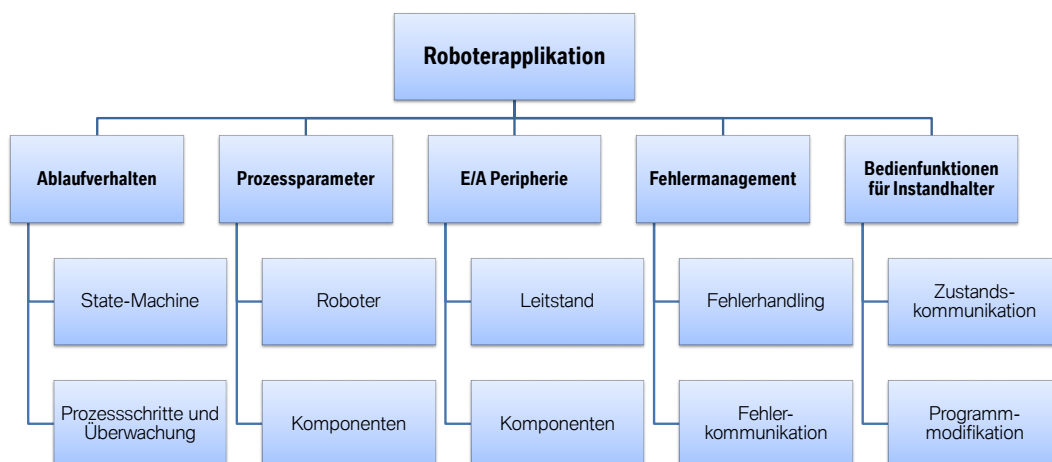 Roboterapplikation
Ablaufverhalten
Prozessparameter
E/A Peripherie
Fehlermanagement
Bedienfunktionen
für Instandhalter
State-Machine
Roboter
Leitstand
Fehlerhandling
Zustands-
kommunikation
Prozessschritte und
Überwachung
Komponenten
Komponenten
Fehler-
kommunikation
Programm-
modifikation